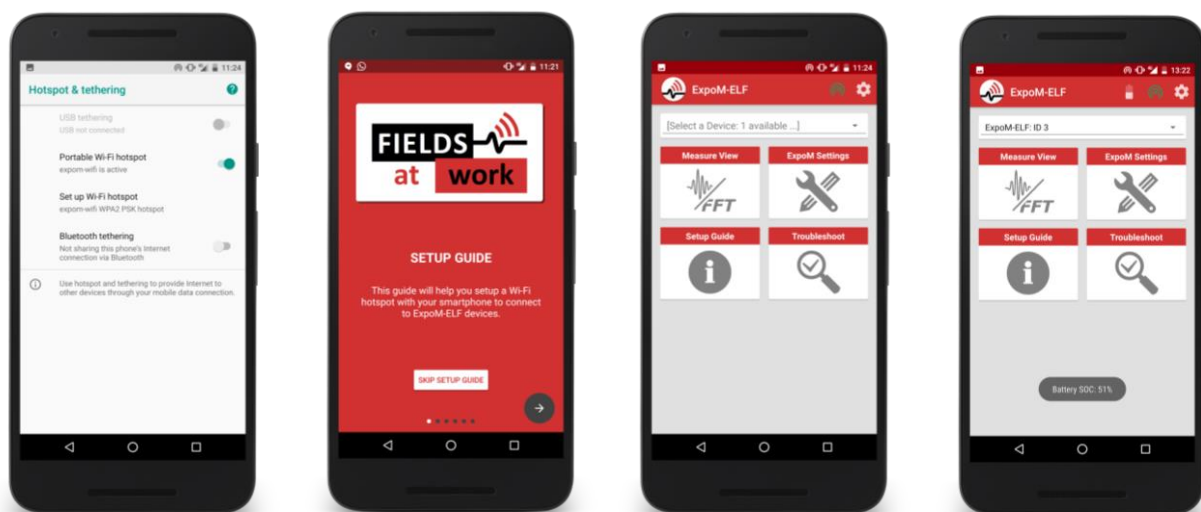 11:24
Hotspot & tethering
USB tethering
USB not connected
Portable Wi-Fi hotspot
expom-wifi is active
Set up Wi-Fi hotspot
expom-wifi WPA2 PSK hotspot
Bluetooth tethering
Not sharing this phone's Internet
connection via Bluetooth
Use hotspot and tethering to provide Internet to
other devices through your mobile data connection.
11:21
FIELDS
at work
SETUP GUIDE
This guide will help you setup a Wi-Fi
hotspot with your smartphone to connect
to ExpoM-ELF devices.
SKIP SETUP GUIDE
11:24
ExpoM-ELF
[Select a Device: 1 available ...]
Measure View
ExpoM Settings
FFT
Setup Guide
Troubleshoot
13:22
ExpoM-ELF
ExpoM-ELF: ID 3
Measure View
ExpoM Settings
FFT
Setup Guide
Troubleshoot
Battery SOC: 51%